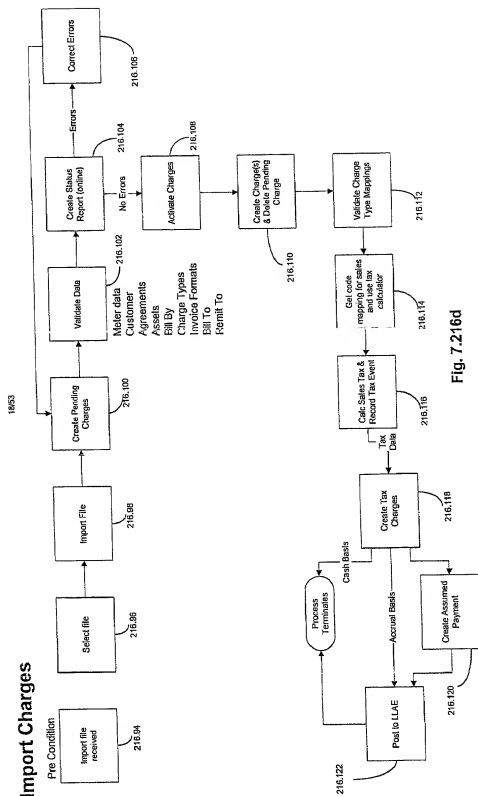 18/53
Import Charges
Pre Condition
Import file
received
216.94
Select file
216.96
Import File
216.98
Create Pending
Charges
216.100
Validate Data
216.102
Meter data
Customer
Agreements
Assets
Bill By
Charge Types
Invoice Formats
Bill To
Remit To
Create Status
Report (online)
216.104
Errors
Correct Errors
216.106
No Errors
Activate Charges
216.108
Create Charge(s)
& Delete Pending
Charge
216.110
Validate Charge
Type Mappings
216.112
Get code
mapping for sales
and use tax
calculator
216.114
Calc Sales Tax &
Record Tax Event
216.116
Tax
Data
Create Tax
Charges
216.118
Cash Basis
Process
Terminates
Accrual Basis
Create Assumed
Payment
216.120
Post to LLAE
216.122
Fig. 7.216d